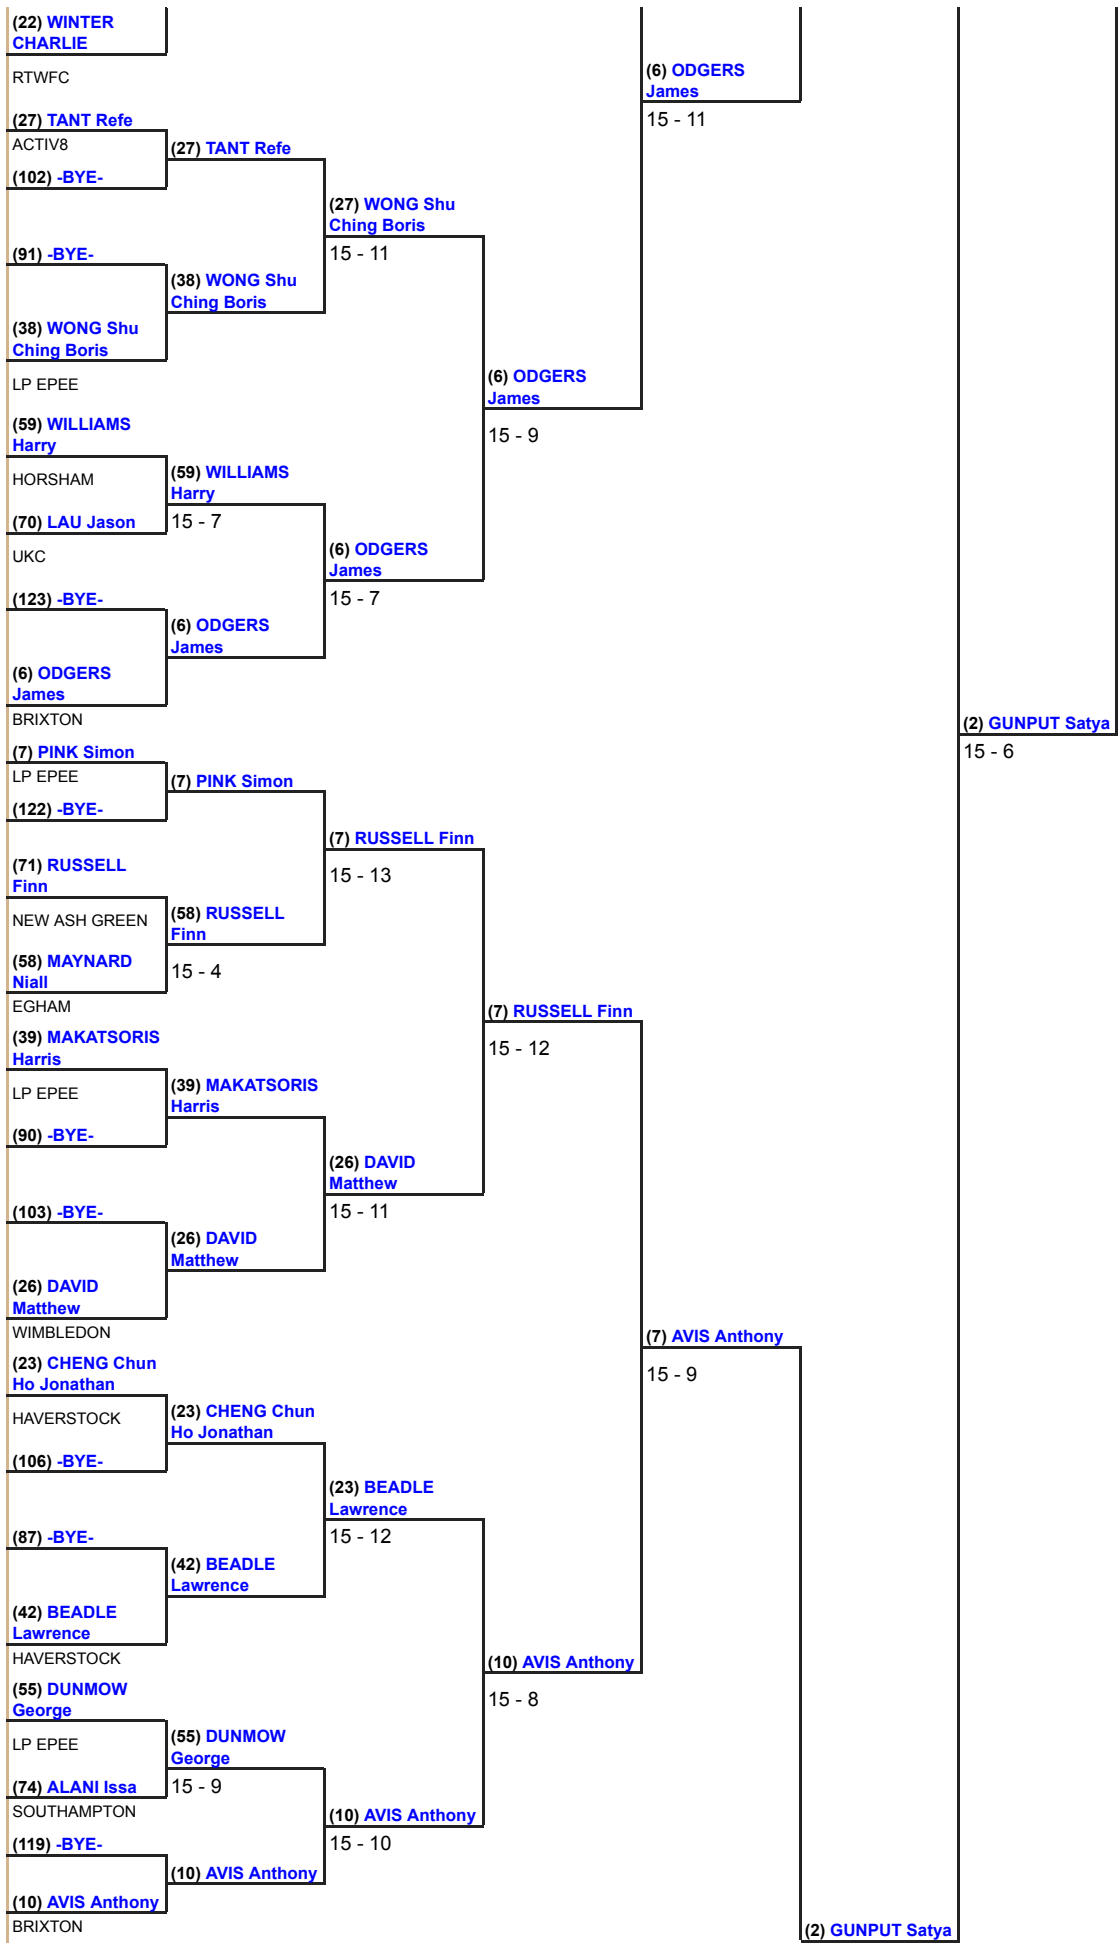 (22) WINTER
CHARLIE
RTWFC
(27) TANT Refe
ACTIV8
(102) -BYE-
(91) -BYE-
(38) WONG Shu
Ching Boris
LP EPEE
(59) WILLIAMS
Harry
HORSHAM
(70) LAU Jason
UKC
(123) -BYE-
(6) ODGERS
James
BRIXTON
(7) PINK Simon
LP EPEE
(122) -BYE-
(71) RUSSELL
Finn
NEW ASH GREEN
(58) MAYNARD
Niall
EGHAM
(39) MAKATSORIS
Harris
LP EPEE
(90) -BYE-
(103) -BYE-
(26) DAVID
Matthew
WIMBLEDON
(23) CHENG Chun
Ho Jonathan
HAVERSTOCK
(106) -BYE-
(87) -BYE-
(42) BEADLE
Lawrence
HAVERSTOCK
(55) DUNMOW
George
LP EPEE
(74) ALANI Issa
SOUTHAMPTON
(119) -BYE-
(10) AVIS Anthony
BRIXTON
(27) TANT Refe
(38) WONG Shu
Ching Boris
(59) WILLIAMS
Harry
15 - 7
(6) ODGERS
James
(7) PINK Simon
(58) RUSSELL
Finn
15 - 4
(39) MAKATSORIS
Harris
(26) DAVID
Matthew
(23) CHENG Chun
Ho Jonathan
(42) BEADLE
Lawrence
(55) DUNMOW
George
15 - 9
(10) AVIS Anthony
(27) WONG Shu
Ching Boris
15 - 11
(6) ODGERS
James
15 - 7
(7) RUSSELL Finn
15 - 13
(26) DAVID
Matthew
15 - 11
(23) BEADLE
Lawrence
15 - 12
(10) AVIS Anthony
15 - 10
(6) ODGERS
James
15 - 9
(7) RUSSELL Finn
15 - 12
(10) AVIS Anthony
15 - 8
(6) ODGERS
James
15 - 11
(7) AVIS Anthony
15 - 9
(2) GUNPUT Satya
(2) GUNPUT Satya
15 - 6